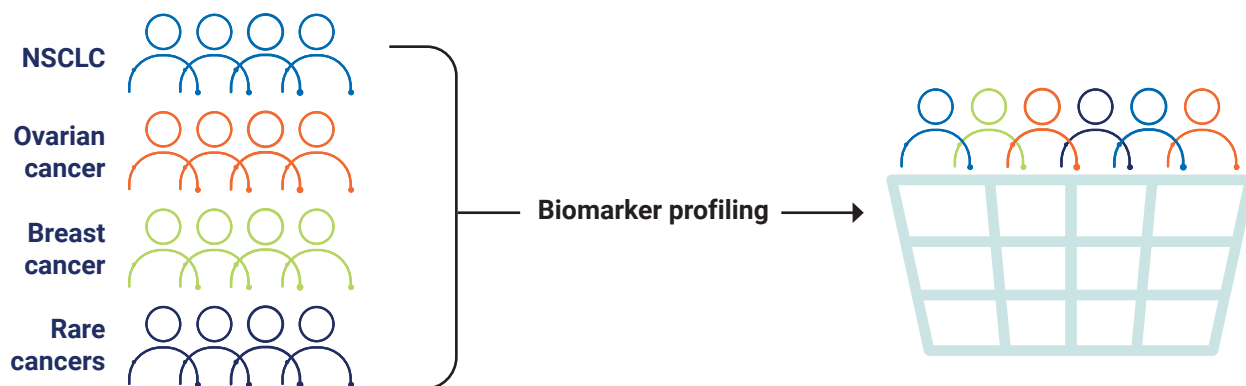 NSCLC
Ovarian
cancer
Breast
cancer
Rare
cancers
Biomarker profiling